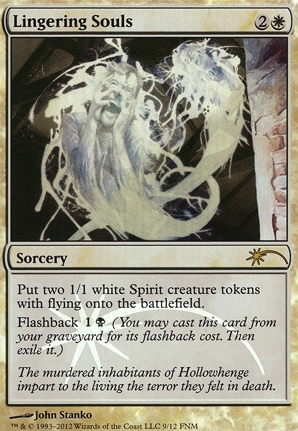 Lingering Souls 2
Sorcery
Put two 1/1 white Spirit creature tokens
with flying onto the battlefield.
Flashback 1 (You may cast this card from
your graveyard for its flashback cost. Then
exile it.)
The murdered inhabitants of Hollowhenge
impart to the living the terror they felt in death.
John Stanko
™ & © 1993–2012 Wizards of the Coast LLC 9/12 FNM